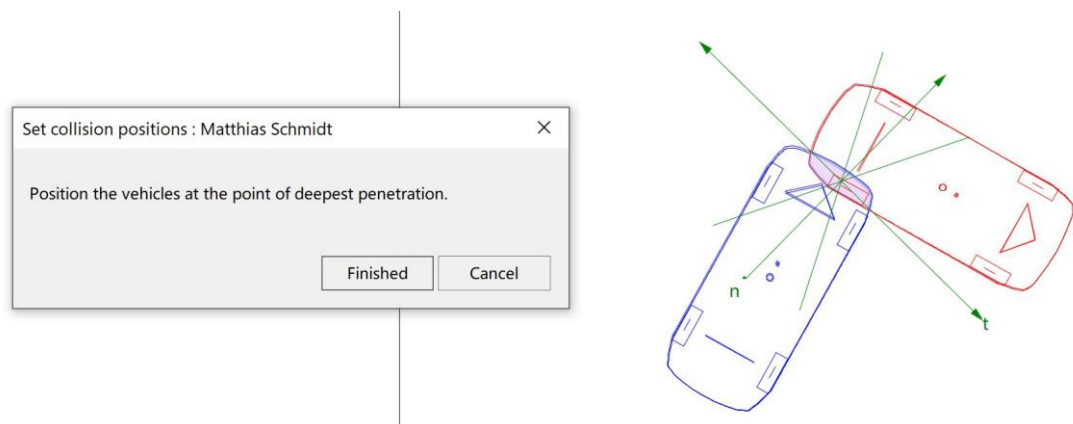 Set collision positions : Matthias Schmidt
Position the vehicles at the point of deepest penetration.
Finished
Cancel
n
t